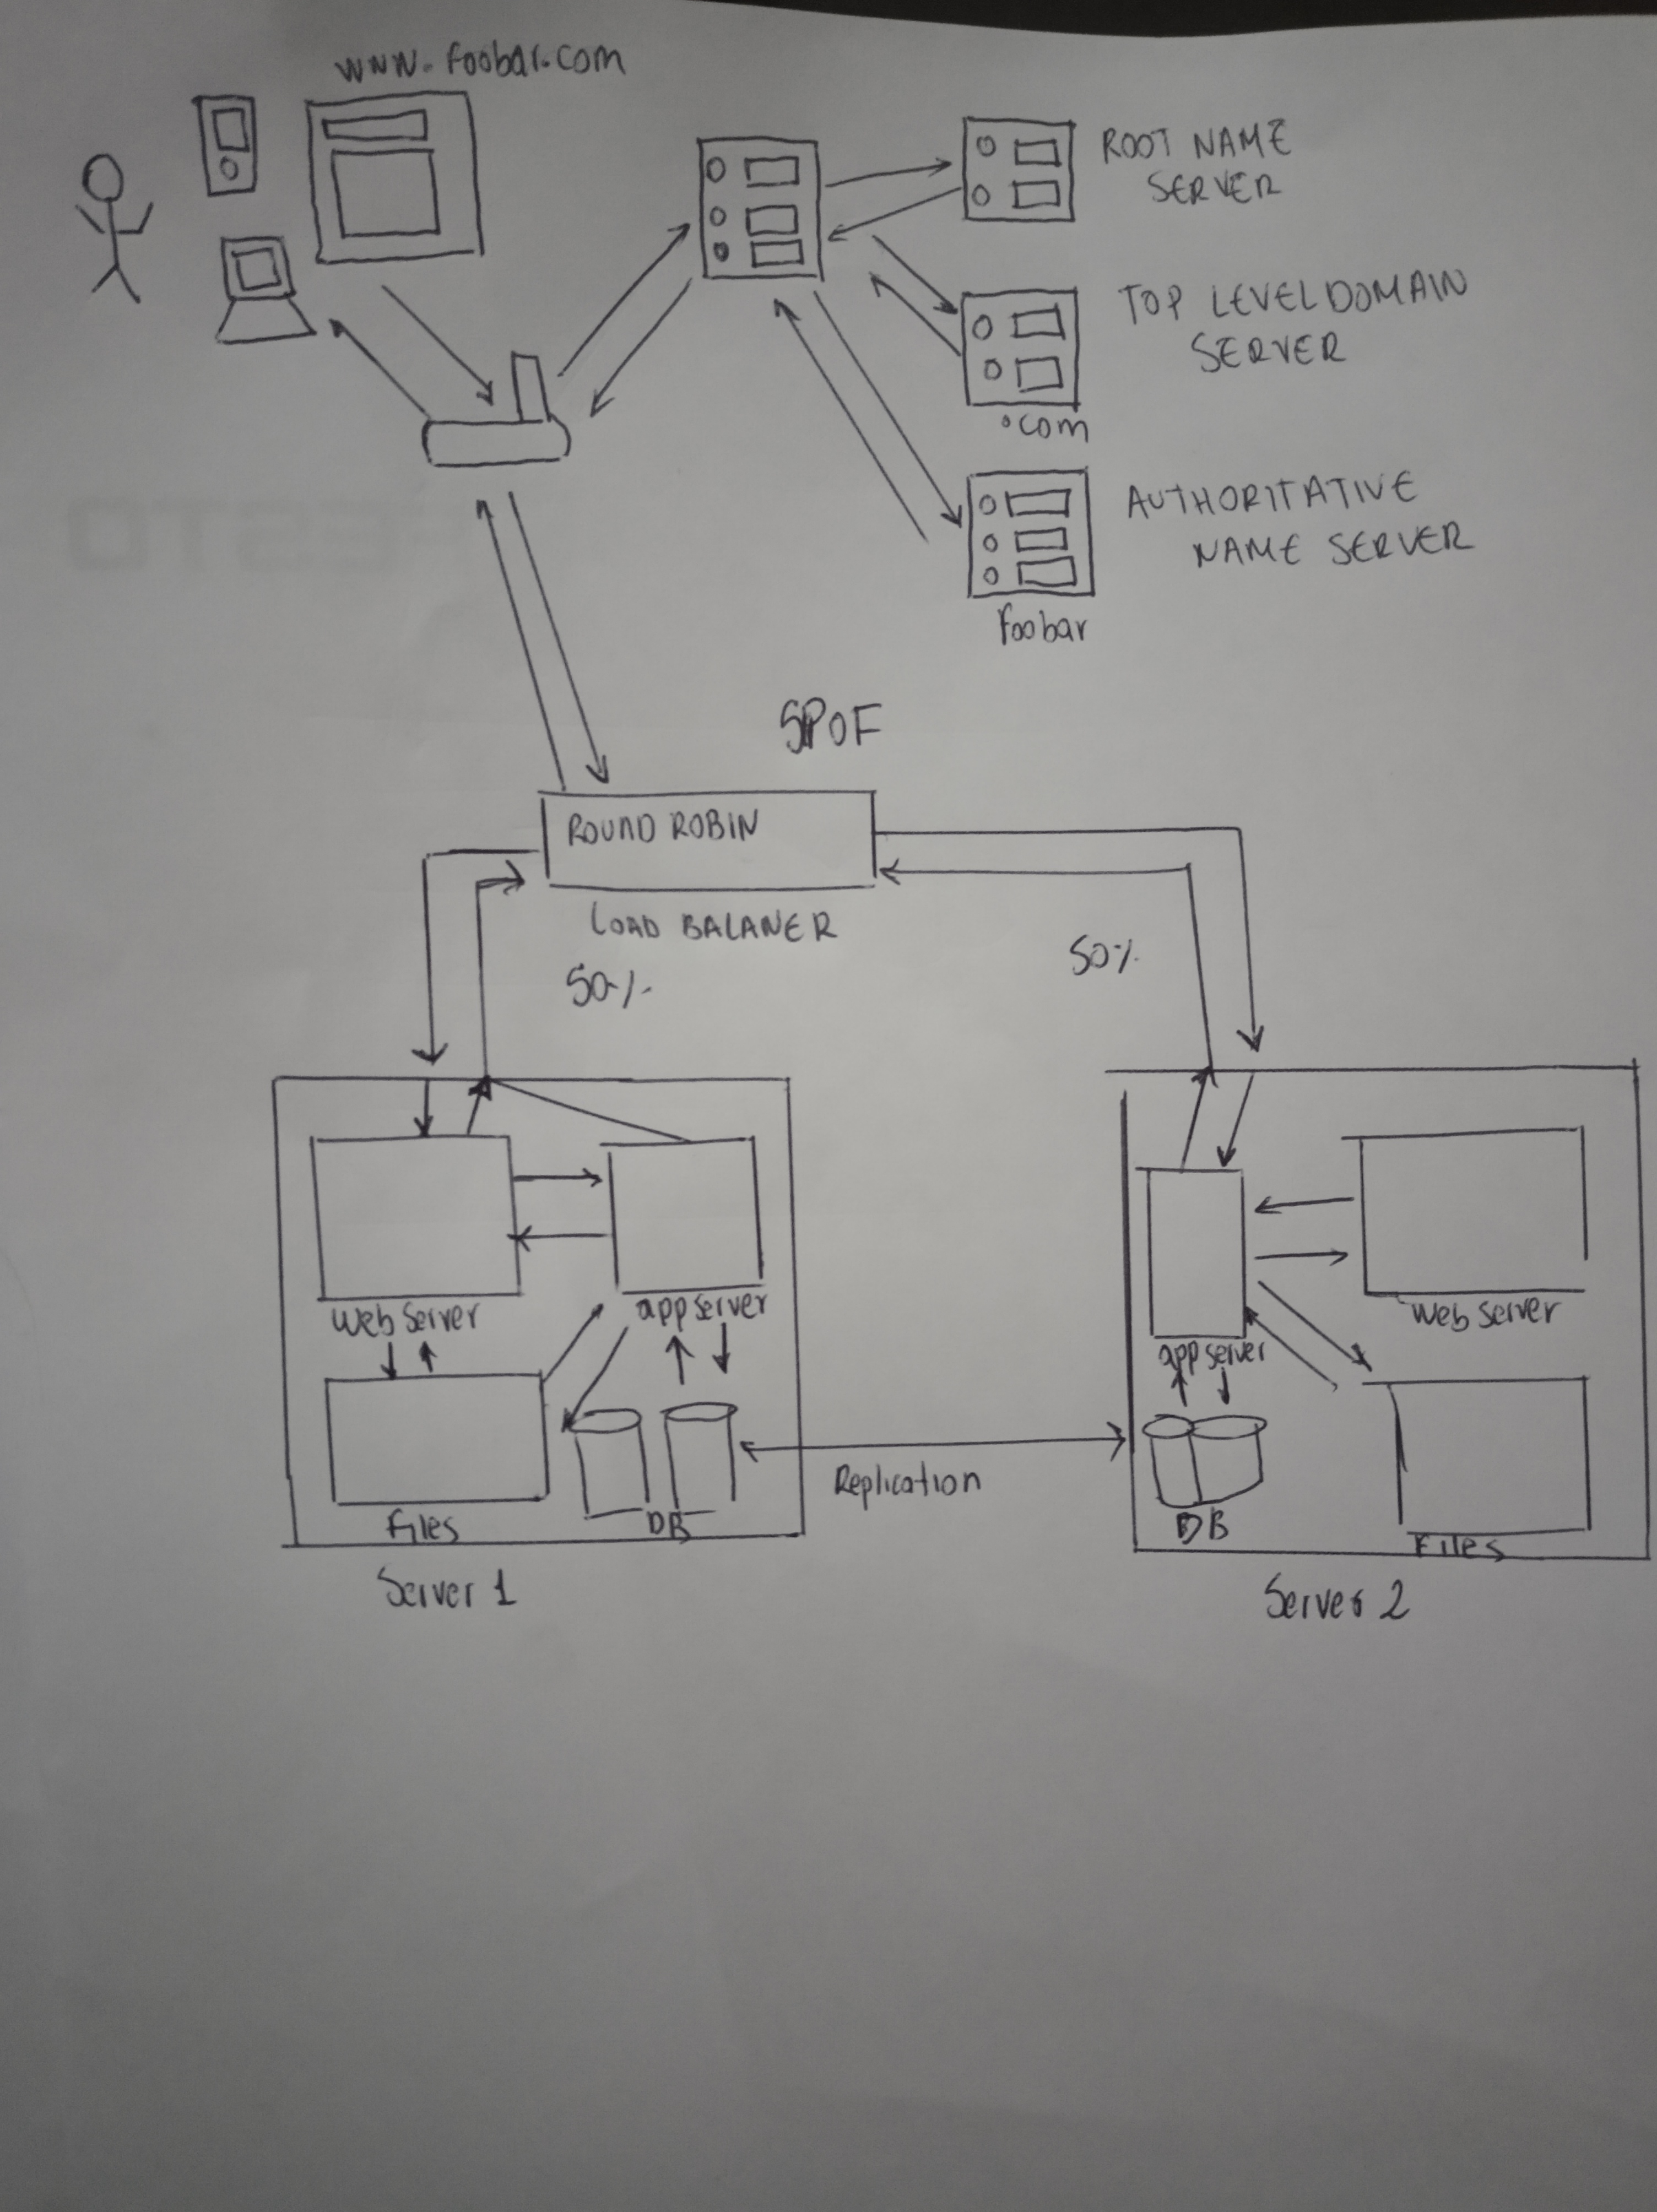 www.foobar.com
ROOT NAME
SERVER
TOP LEVEL DOMAIN
SERVER
.com
AUTHORITATIVE
NAME SERVER
foobar
SPOF
ROUND ROBIN
LOAD BALANER
50%
50%
Web Server
app server
Files
DB
Server 1
Replication
app server
Web Server
DB
Files
Server 2